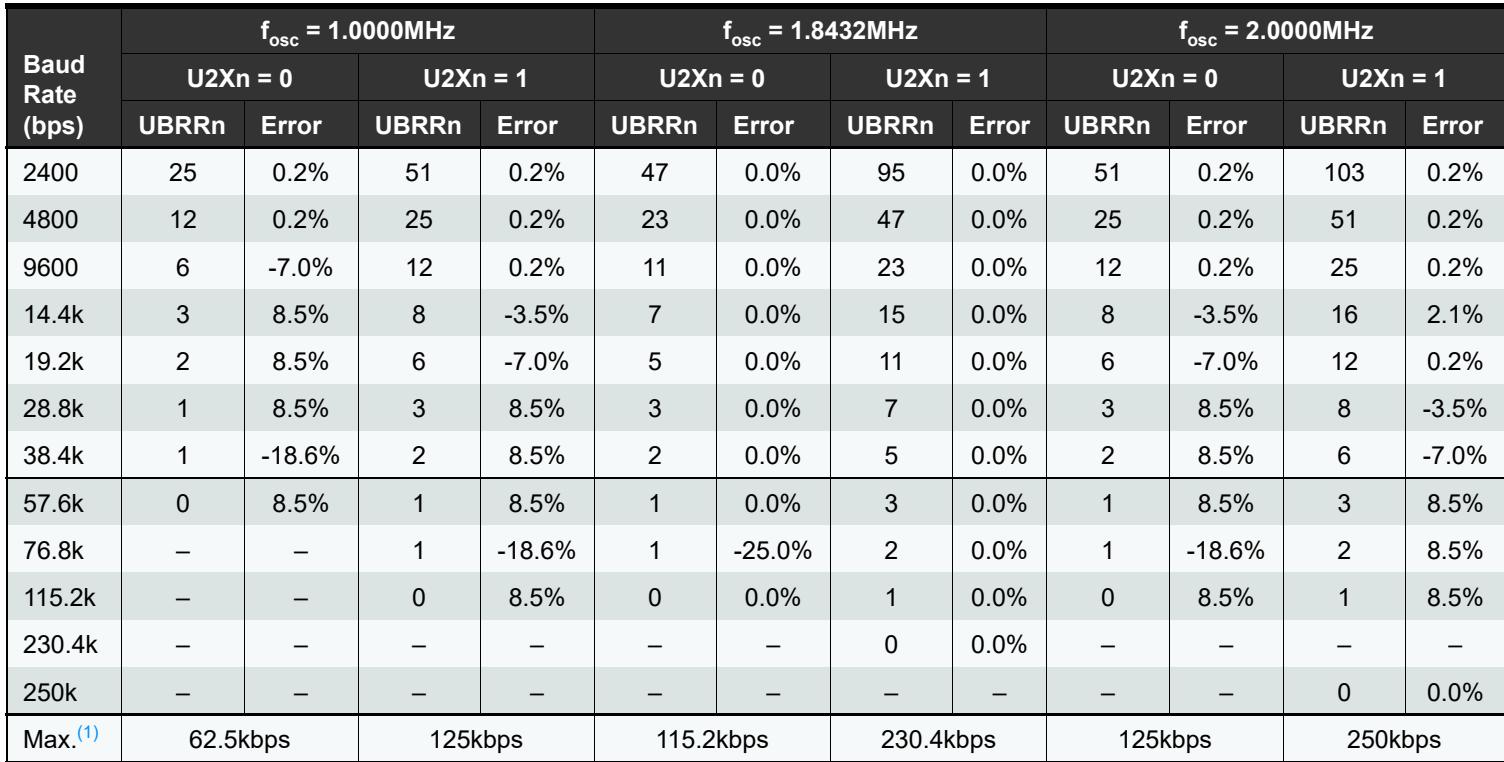 Baud Rate (bps) fosc = 1.0000MHz fosc = 1.8432MHz fosc = 2.0000MHz
U2Xn = 0 U2Xn = 1 U2Xn = 0 U2Xn = 1 U2Xn = 0 U2Xn = 1
UBRRn Error UBRRn Error UBRRn Error UBRRn Error UBRRn Error UBRRn Error
2400 25 0.2% 51 0.2% 47 0.0% 95 0.0% 51 0.2% 103 0.2%
4800 12 0.2% 25 0.2% 23 0.0% 47 0.0% 25 0.2% 51 0.2%
9600 6 -7.0% 12 0.2% 11 0.0% 23 0.0% 12 0.2% 25 0.2%
14.4k 3 8.5% 8 -3.5% 7 0.0% 15 0.0% 8 -3.5% 16 2.1%
19.2k 2 8.5% 6 -7.0% 5 0.0% 11 0.0% 6 -7.0% 12 0.2%
28.8k 1 8.5% 3 8.5% 3 0.0% 7 0.0% 3 8.5% 8 -3.5%
38.4k 1 -18.6% 2 8.5% 2 0.0% 5 0.0% 2 8.5% 6 -7.0%
57.6k 0 8.5% 1 8.5% 1 0.0% 3 0.0% 1 8.5% 3 8.5%
76.8k – – 1 -18.6% 1 -25.0% 2 0.0% 1 -18.6% 2 8.5%
115.2k – – 0 8.5% 0 0.0% 1 0.0% 0 8.5% 1 8.5%
230.4k – – – – – – 0 0.0% – – – –
250k – – – – – – – – – – 0 0.0%
Max.(1) 62.5kbps 125kbps 115.2kbps 230.4kbps 125kbps 250kbps